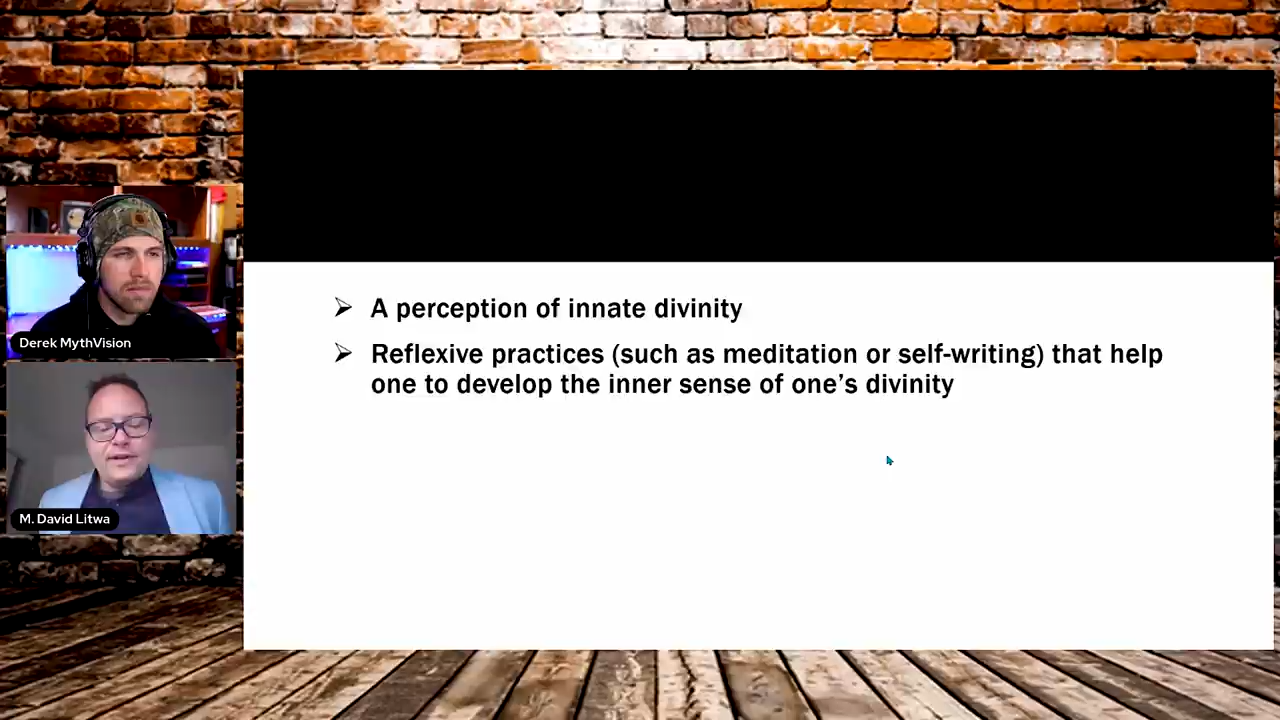 A perception of innate divinity
Reflexive practices (such as meditation or self-writing) that help
one to develop the inner sense of one’s divinity
Derek MythVision
M. David Litwa